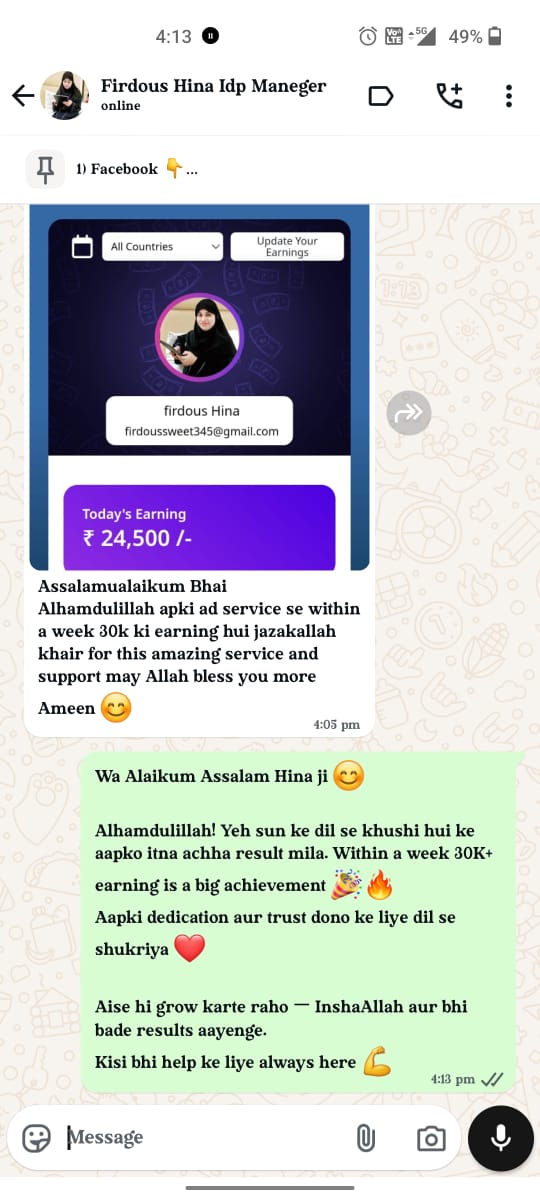 4:13
Vo LTE
5G
49%
Firdous Hina Idp Maneger
online
1) Facebook 👇...
All Countries
Update Your
Earnings
firdous Hina
firdoussweet345@gmail.com
Today's Earning
₹ 24,500 /-
Assalamualaikum Bhai
Alhamdulillah apki ad service se within
a week 30k ki earning hui jazakallah
khair for this amazing service and
support may Allah bless you more
Ameen 😊
4:05 pm
Wa Alaikum Assalam Hina ji 😊
Alhamdulillah! Yeh sun ke dil se khushi hui ke
aapko itna achha result mila. Within a week 30K+
earning is a big achievement 🎉🔥
Aapki dedication aur trust dono ke liye dil se
shukriya ❤️
Aise hi grow karte raho — InshaAllah aur bhi
bade results aayenge.
Kisi bhi help ke liye always here 💪
4:13 pm
Message